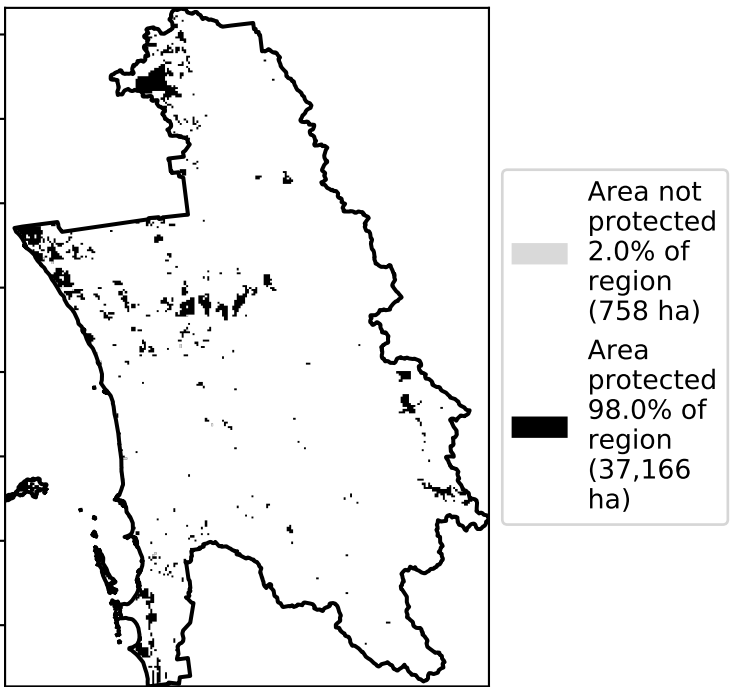 Area not
protected
2.0% of
region
(758 ha)
Area
protected
98.0% of
region
(37,166
ha)